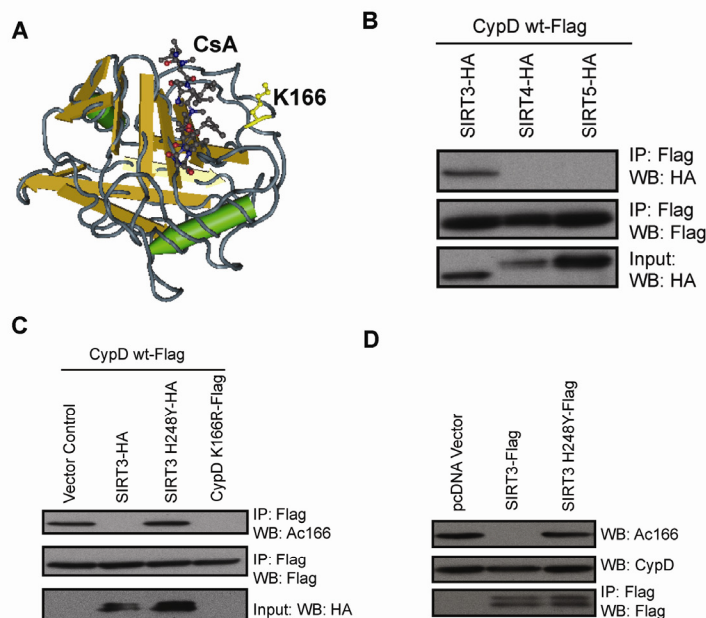 A
CsA
K166
B
CypD wt-Flag
SIRT3-HA
SIRT4-HA
SIRT5-HA
IP: Flag
WB: HA
IP: Flag
WB: Flag
Input:
WB: HA
C
CypD wt-Flag
Vector Control
SIRT3-HA
SIRT3 H248Y-HA
CypD K166R-Flag
IP: Flag
WB: Ac166
IP: Flag
WB: Flag
Input: WB: HA
D
pcDNA Vector
SIRT3-Flag
SIRT3 H248Y-Flag
WB: Ac166
WB: CypD
IP: Flag
WB: Flag